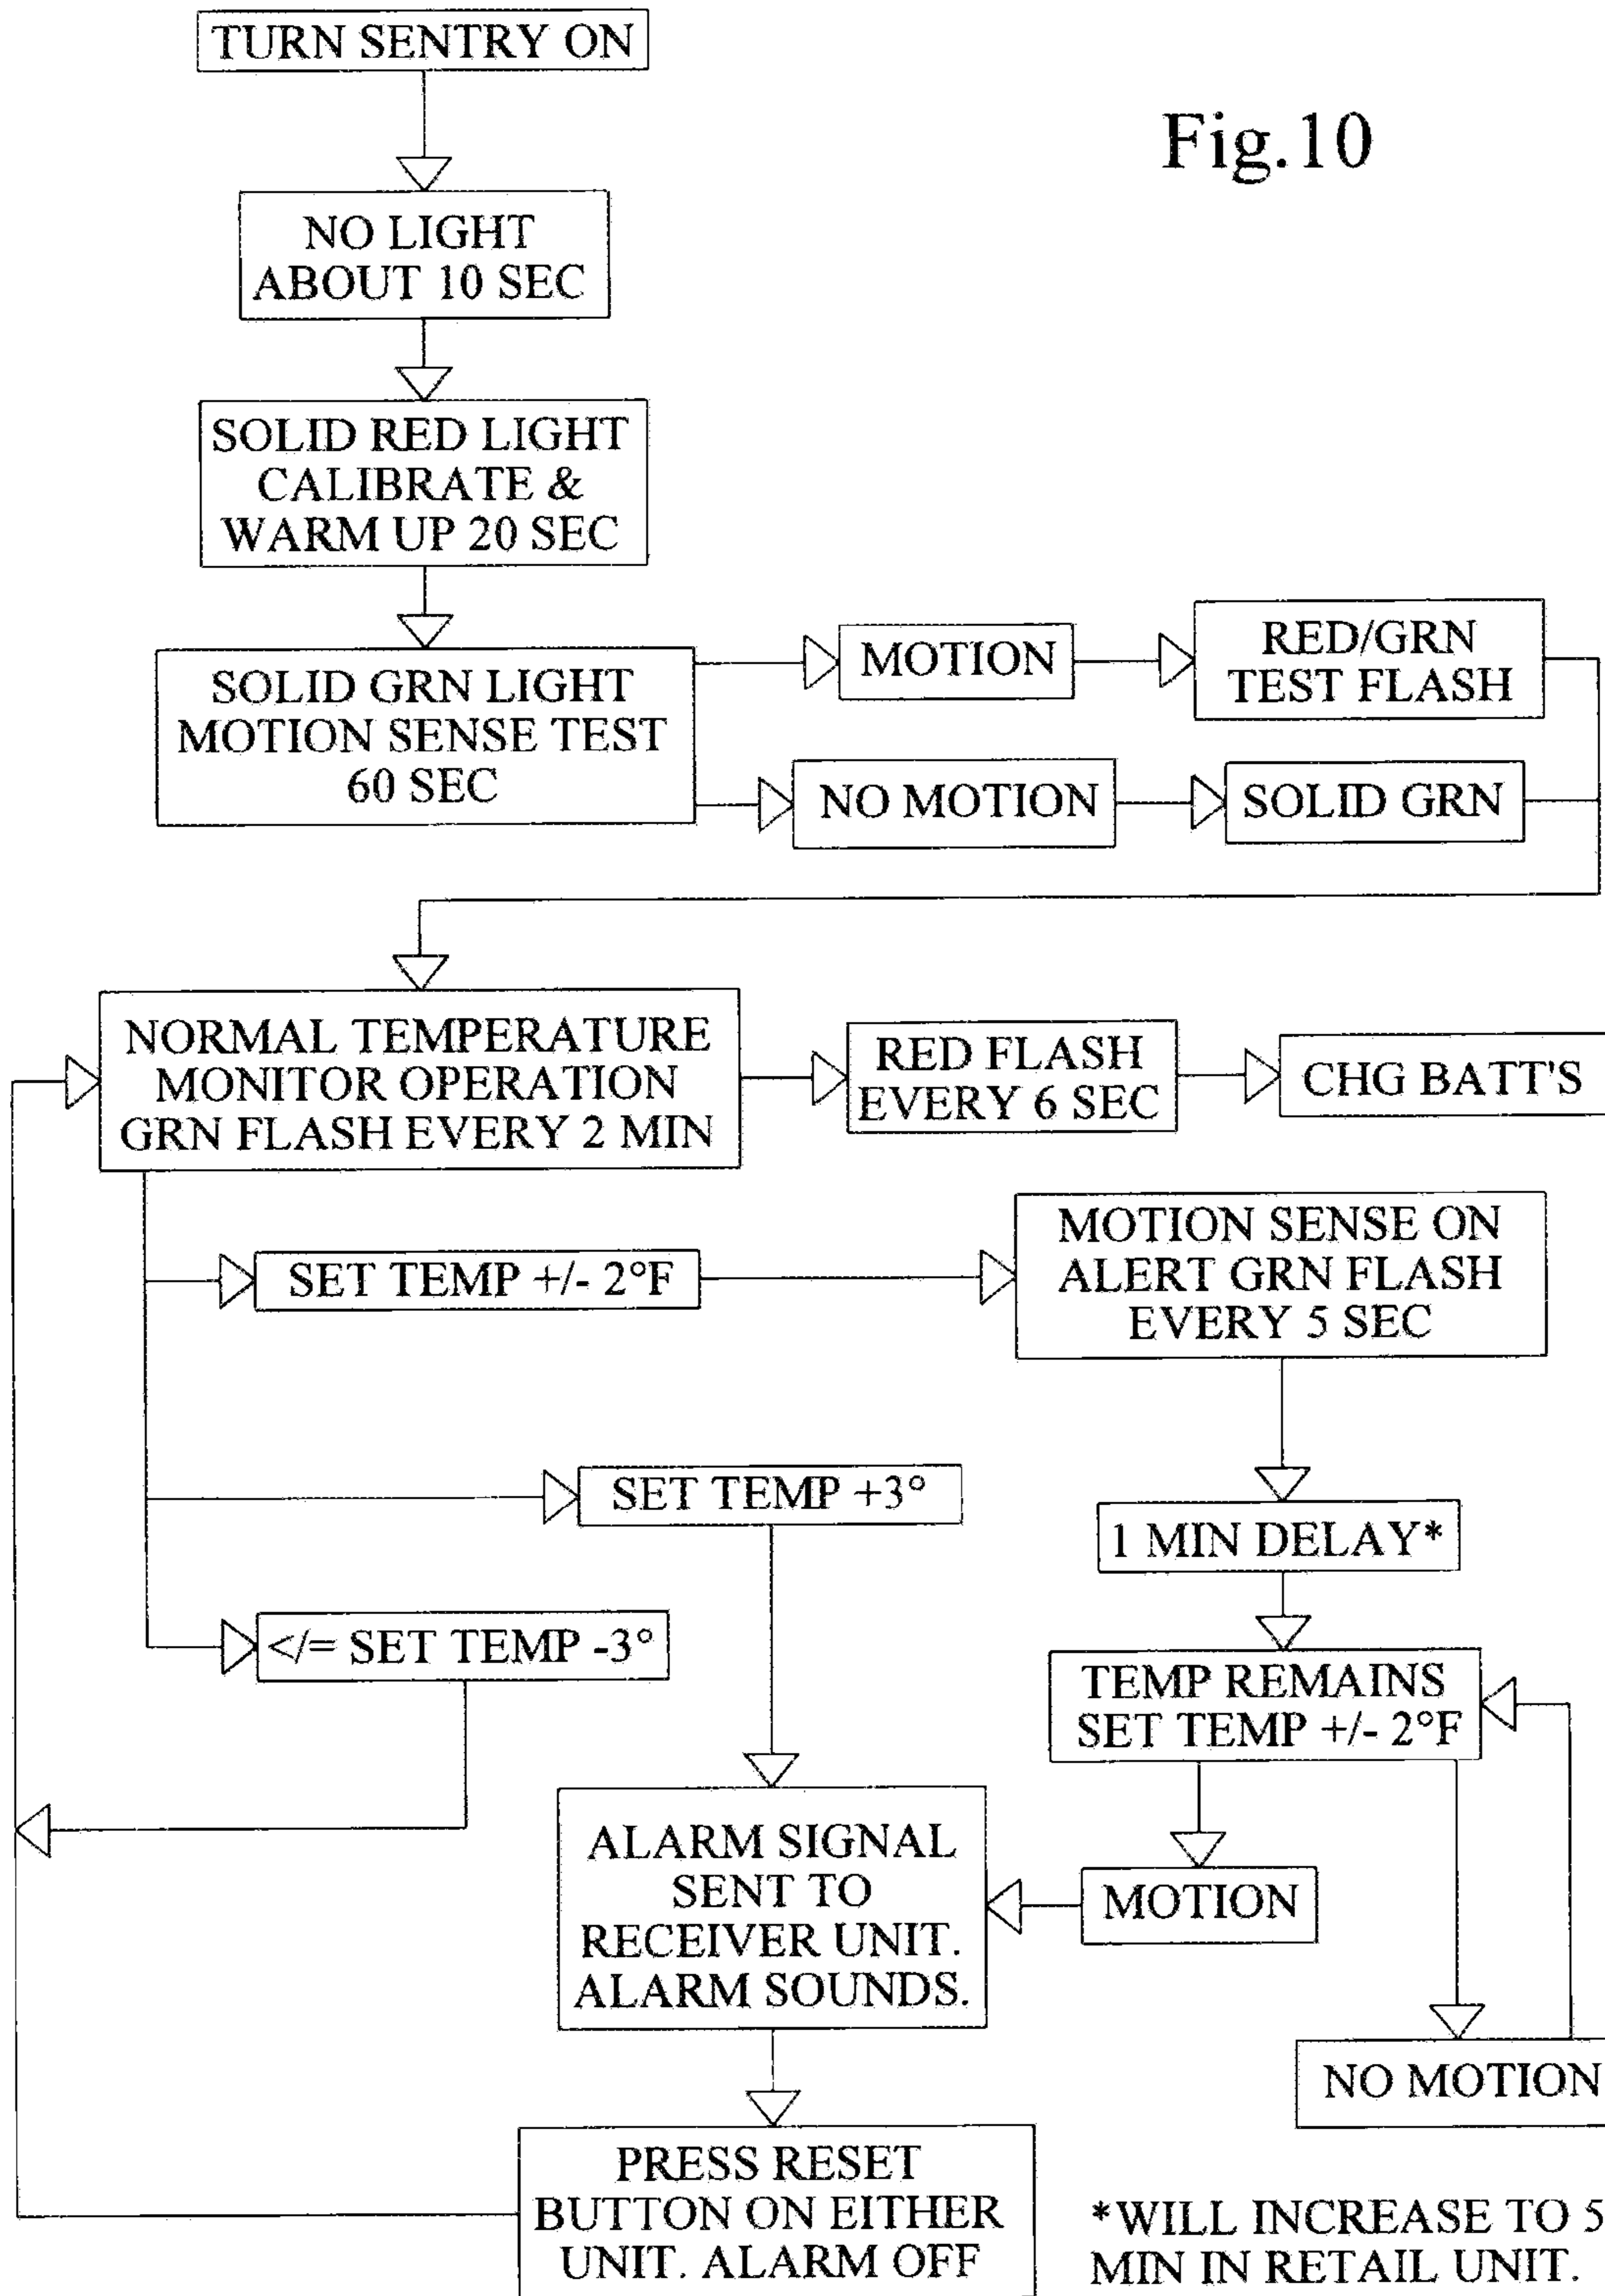 TURN SENTRY ON
Fig.10
NO LIGHT
ABOUT 10 SEC
SOLID RED LIGHT
CALIBRATE &
WARM UP 20 SEC
SOLID GRN LIGHT
MOTION SENSE TEST
60 SEC
MOTION
RED/GRN
TEST FLASH
NO MOTION
SOLID GRN
NORMAL TEMPERATURE
MONITOR OPERATION
GRN FLASH EVERY 2 MIN
RED FLASH
EVERY 6 SEC
CHG BATT'S
SET TEMP +/- 2°F
MOTION SENSE ON
ALERT GRN FLASH
EVERY 5 SEC
SET TEMP +3°
1 MIN DELAY*
</= SET TEMP -3°
TEMP REMAINS
SET TEMP +/- 2°F
ALARM SIGNAL
SENT TO
RECEIVER UNIT.
ALARM SOUNDS.
MOTION
NO MOTION
PRESS RESET
BUTTON ON EITHER
UNIT. ALARM OFF
*WILL INCREASE TO 5
MIN IN RETAIL UNIT.